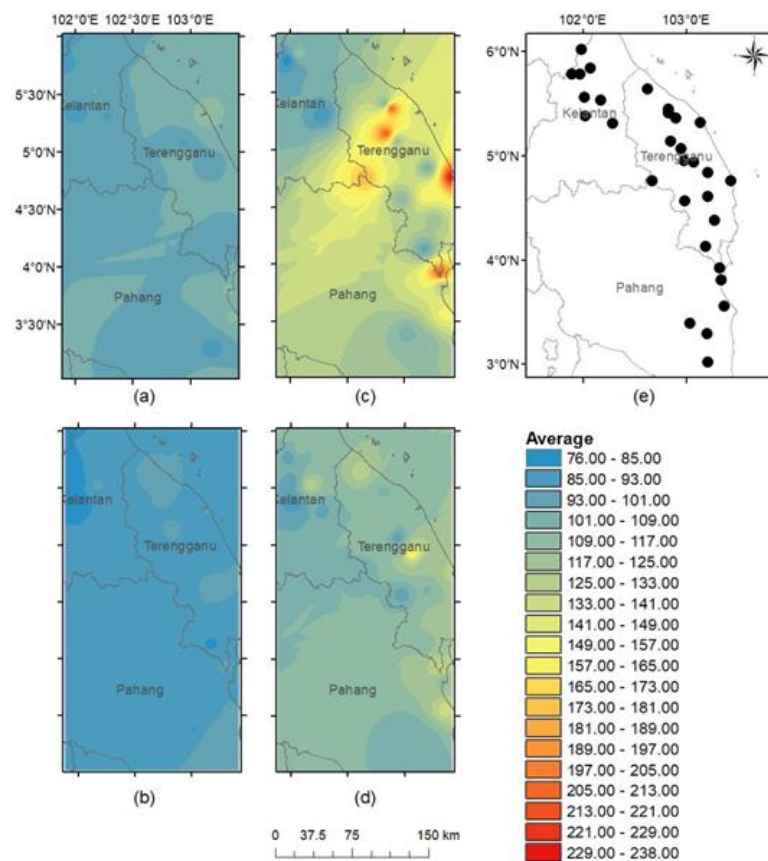 102°0'E 103°0'E
5°30'N
5°0'N
4°30'N
4°0'N
3°30'N
Kelantan
Terengganu
Pahang
(a)
Terengganu
Pahang
(c)
102°0'E 103°0'E
6°0'N
5°0'N
4°0'N
3°0'N
Kelantan
Terengganu
Pahang
(e)
Kelantan
Terengganu
Pahang
(b)
Kelantan
Terengganu
Pahang
(d)
0 37.5 75 150 km
Average
76.00 - 85.00
85.00 - 93.00
93.00 - 101.00
101.00 - 109.00
109.00 - 117.00
117.00 - 125.00
125.00 - 133.00
133.00 - 141.00
141.00 - 149.00
149.00 - 157.00
157.00 - 165.00
165.00 - 173.00
173.00 - 181.00
181.00 - 189.00
189.00 - 197.00
197.00 - 205.00
205.00 - 213.00
213.00 - 221.00
221.00 - 229.00
229.00 - 238.00